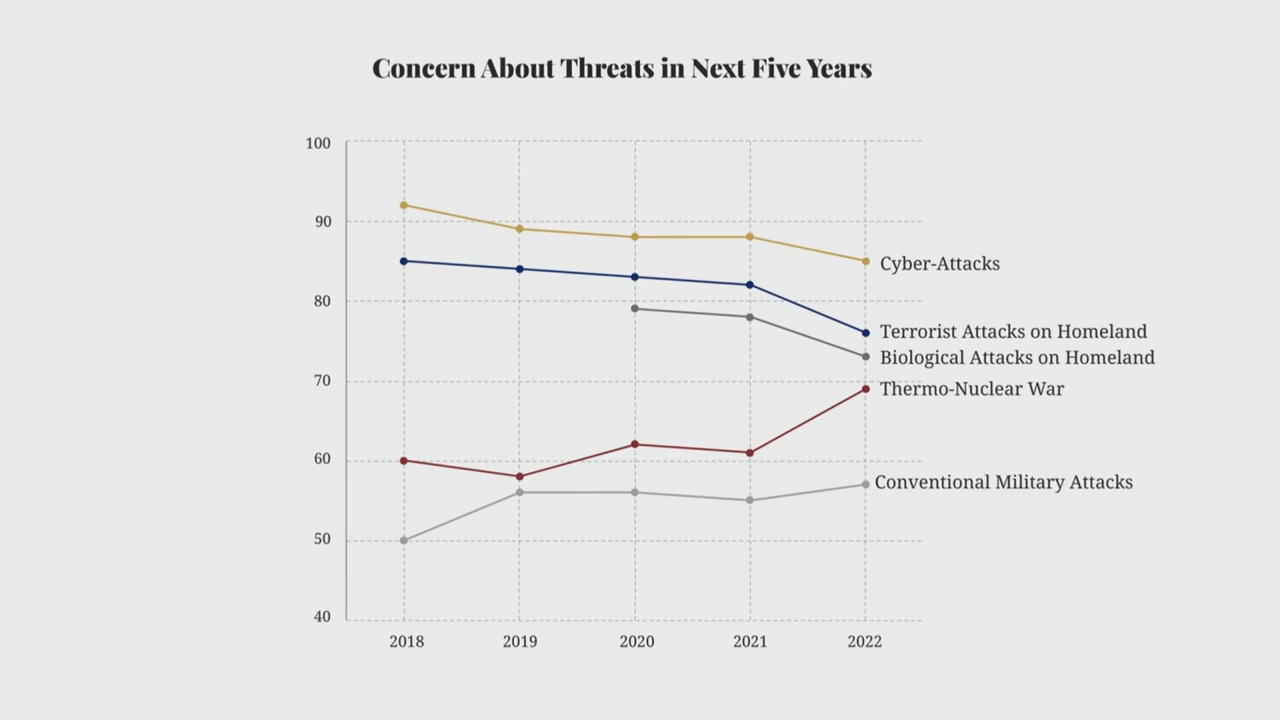 Concern About Threats in Next Five Years
100
90
80
70
60
50
40
Cyber-Attacks
Terrorist Attacks on Homeland
Biological Attacks on Homeland
Thermo-Nuclear War
Conventional Military Attacks
2018 2019 2020 2021 2022